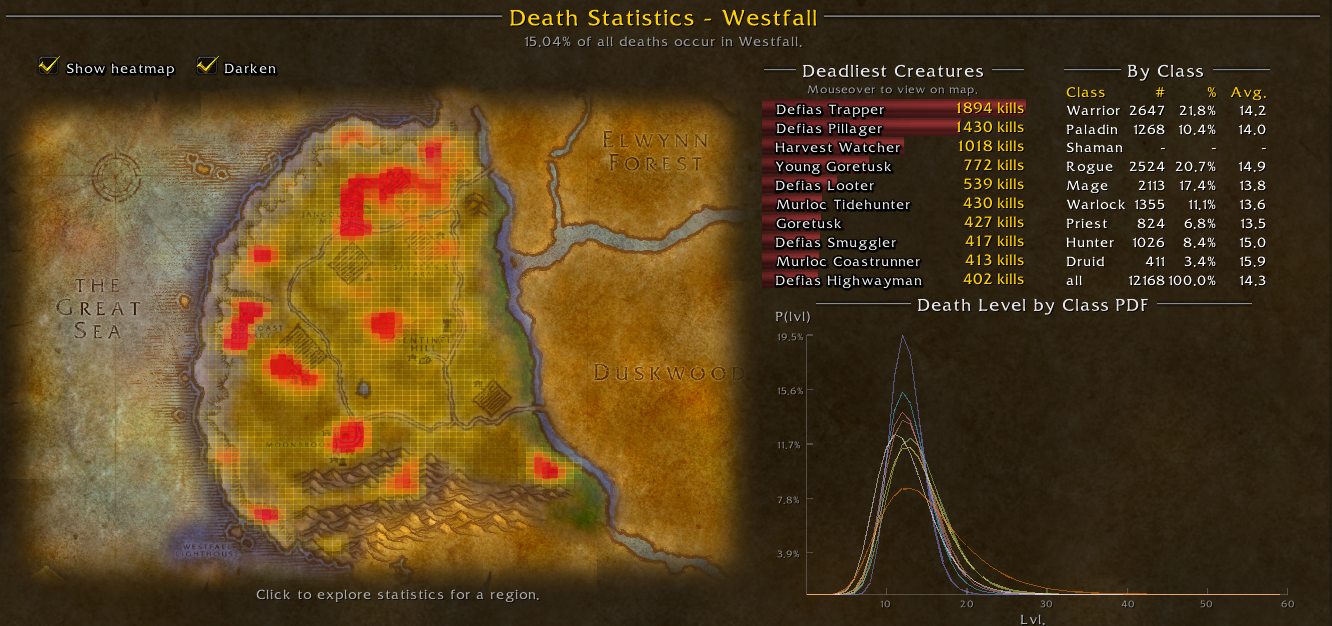 Death Statistics - Westfall
15.04% of all deaths occur in Westfall.
Show heatmap
Darken
ELWYNN
FOREST
THE
GREAT
SEA
DUSKWOOD
WESTFALL
LIGHTHOUSE
Click to explore statistics for a region.
Deadliest Creatures
Mouseover to view on map.
Defias Trapper 1894 kills
Defias Pillager 1430 kills
Harvest Watcher 1018 kills
Young Goretusk 772 kills
Defias Looter 539 kills
Murloc Tidehunter 430 kills
Goretusk 427 kills
Defias Smuggler 417 kills
Murloc Coastrunner 413 kills
Defias Highwayman 402 kills
By Class
Class # % Avg.
Warrior 2647 21.8% 14.2
Paladin 1268 10.4% 14.0
Shaman - - -
Rogue 2524 20.7% 14.9
Mage 2113 17.4% 13.8
Warlock 1355 11.1% 13.6
Priest 824 6.8% 13.5
Hunter 1026 8.4% 15.0
Druid 411 3.4% 15.9
all 12168 100.0% 14.3
Death Level by Class PDF
P(lvl)
19.5%
15.6%
11.7%
7.8%
3.9%
10 20 30 40 50 60
Lvl.